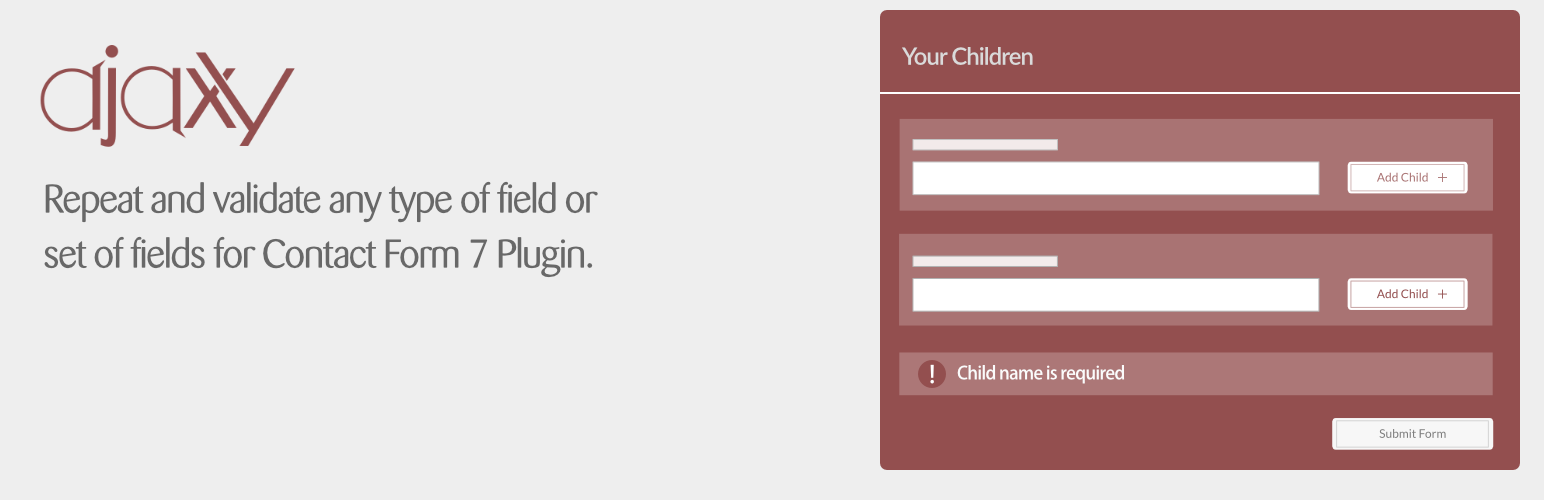 ajaxy
Repeat and validate any type of field or
set of fields for Contact Form 7 Plugin.
Your Children
Add Child +
Add Child +
! Child name is required
Submit Form